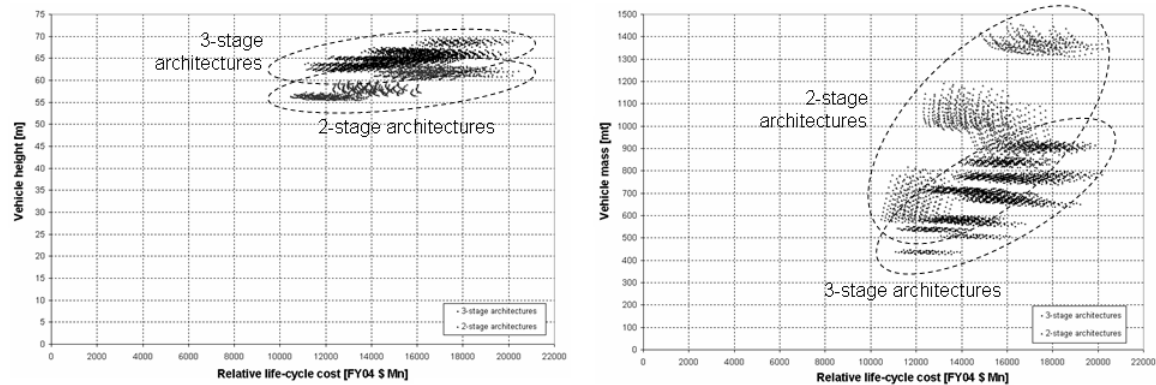 75
70
65
60
55
50
45
40
35
30
25
20
15
10
5
0
Vehicle height [m]
3-stage
architectures
2-stage architectures
3-stage architectures
2-stage architectures
0 2000 4000 6000 8000 10000 12000 14000 16000 18000 20000 22000
Relative life-cycle cost [FY04 $ Mn]
1500
1400
1300
1200
1100
1000
900
800
700
600
500
400
300
200
100
0
Vehicle mass [mt]
2-stage
architectures
3-stage architectures
3-stage architectures
2-stage architectures
0 2000 4000 6000 8000 10000 12000 14000 16000 18000 20000 22000
Relative life-cycle cost [FY04 $ Mn]